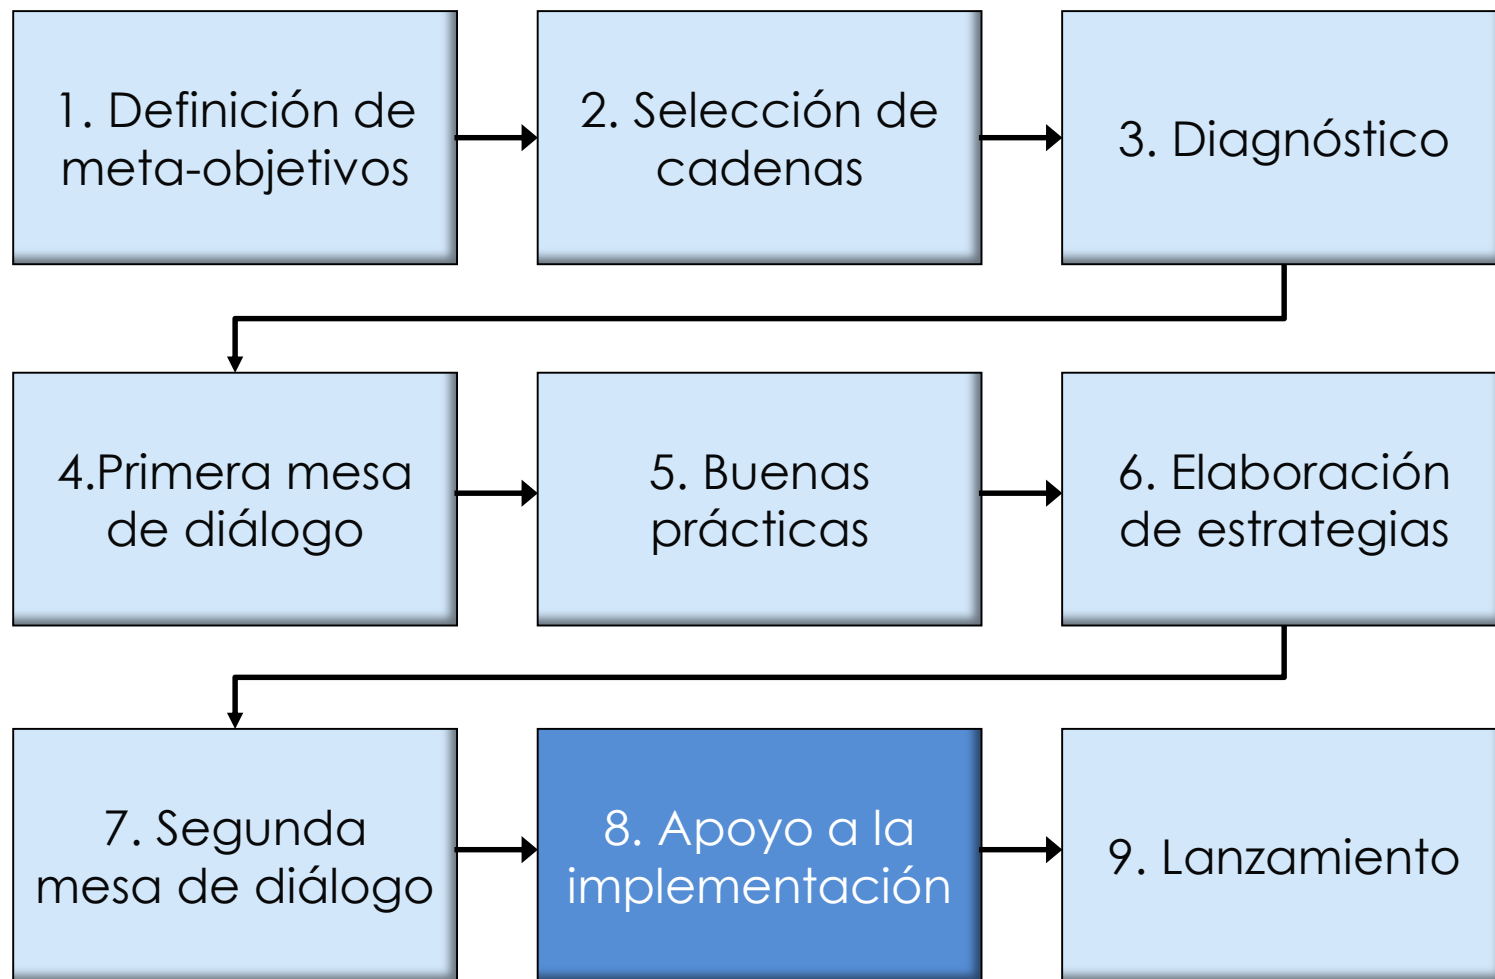 1. Definición de
meta-objetivos
2. Selección de
cadenas
3. Diagnóstico
4.Primera mesa
de diálogo
5. Buenas
prácticas
6. Elaboración
de estrategias
7. Segunda
mesa de diálogo
8. Apoyo a la
implementación
9. Lanzamiento